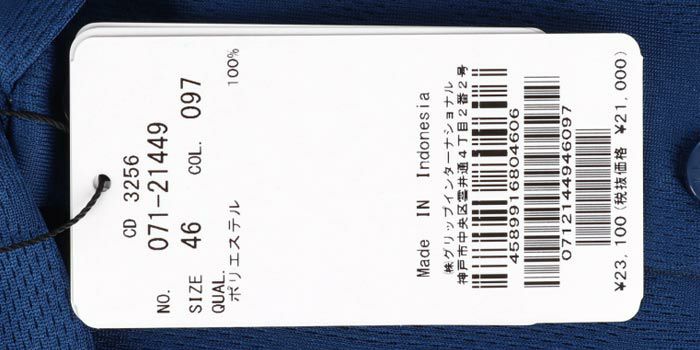 CD 3256
NO. 071-21449
SIZE 46 COL. 097
QUAL. 100%
ポリエステル
Made IN Indonesia
㈱グリップインターナショナル
神戸市中央区雲井通4丁目2番2号
4589916804606
0712144946097
¥23,100(税抜価格 ¥21,000)